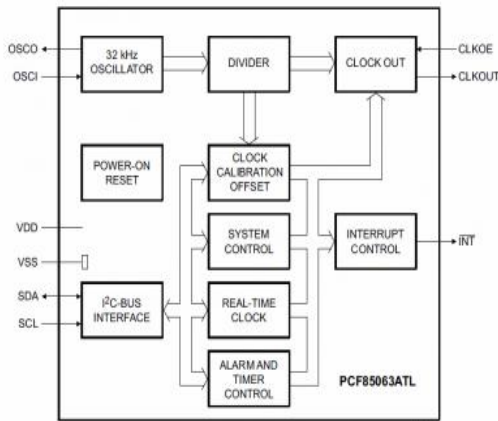 OSCO
OSCI
32 kHz
OSCILLATOR
DIVIDER
CLOCK OUT
CLKOE
CLKOUT
POWER-ON
RESET
CLOCK
CALIBRATION
OFFSET
VDD
VSS
SYSTEM
CONTROL
INTERRUPT
CONTROL
INT
SDA
SCL
I²C-BUS
INTERFACE
REAL-TIME
CLOCK
ALARM AND
TIMER
CONTROL
PCF85063ATL